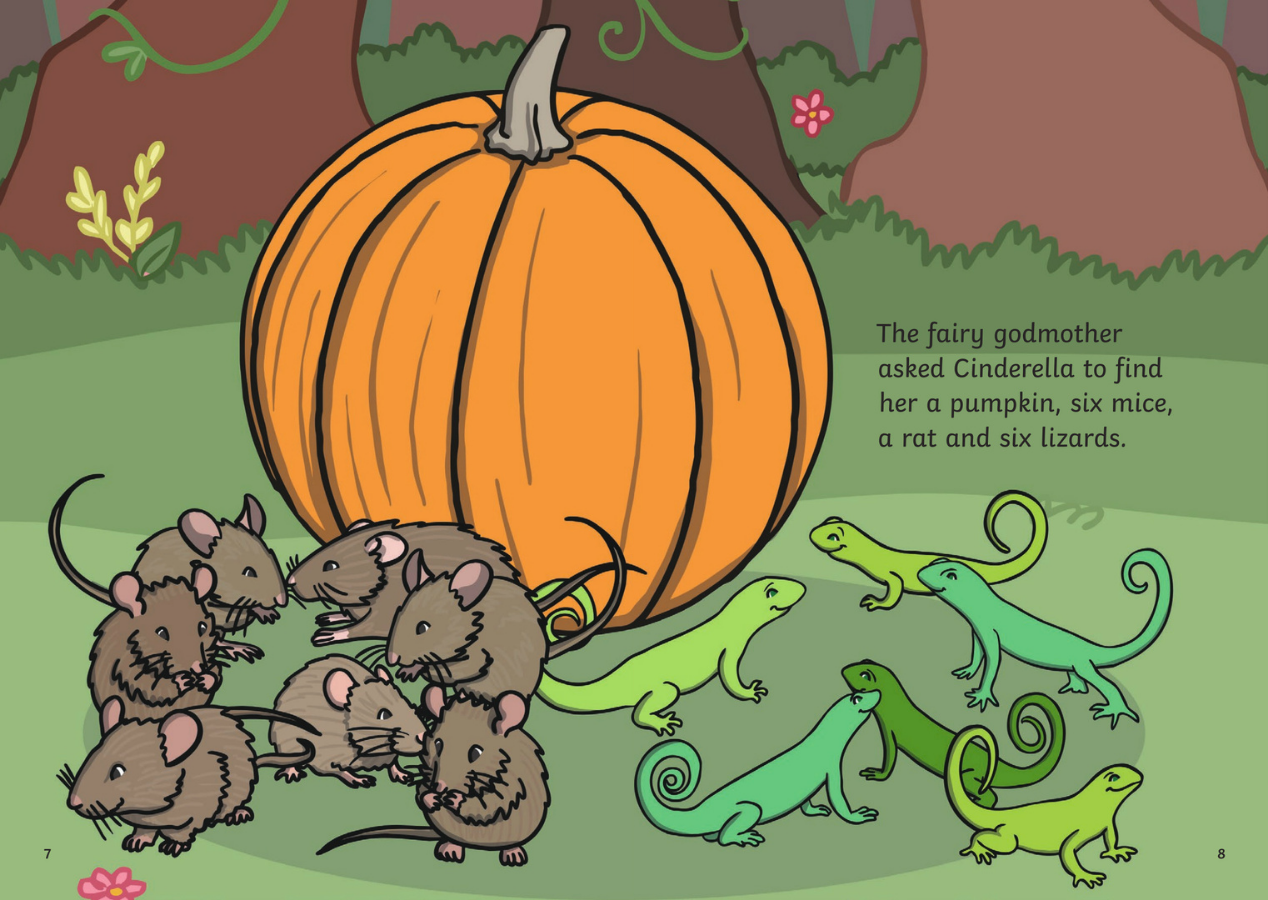 The fairy godmother
asked Cinderella to find
her a pumpkin, six mice,
a rat and six lizards.
7
8